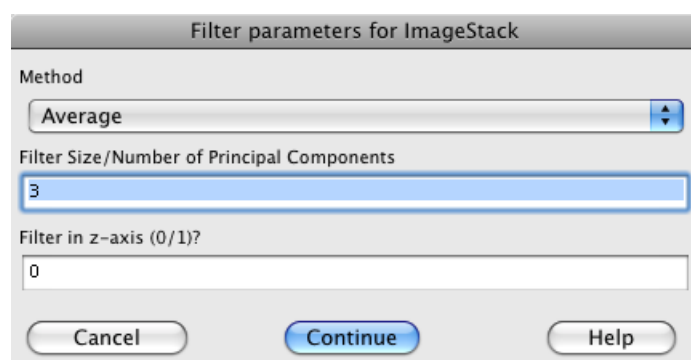 Filter parameters for ImageStack
Method
Average
Filter Size/Number of Principal Components
3
Filter in z-axis (0/1)?
0
Cancel Continue Help